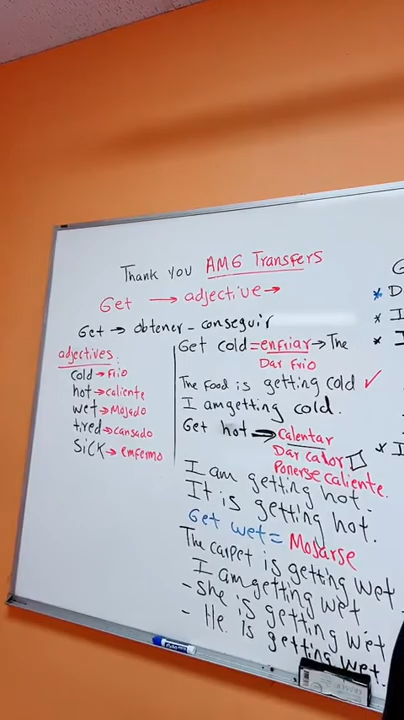 Thank you AMG Transfers
Get → adjective →
Get → obtener - conseguir
adjectives:
cold → Frio
hot → caliente
wet → Mojado
tired → cansado
Sick → emfermo
Get cold = enfriar → The
Dar Frio
The Food is getting cold ✓
I am getting cold.
Get hot → Calentar
Dar calor
Ponerse caliente.
I am getting hot.
It is getting hot.
Get wet = Mojarse
The carpet is getting wet
I am getting wet
- She is getting wet
- He. Is getting wet.
G
* D
* I
* I
* I